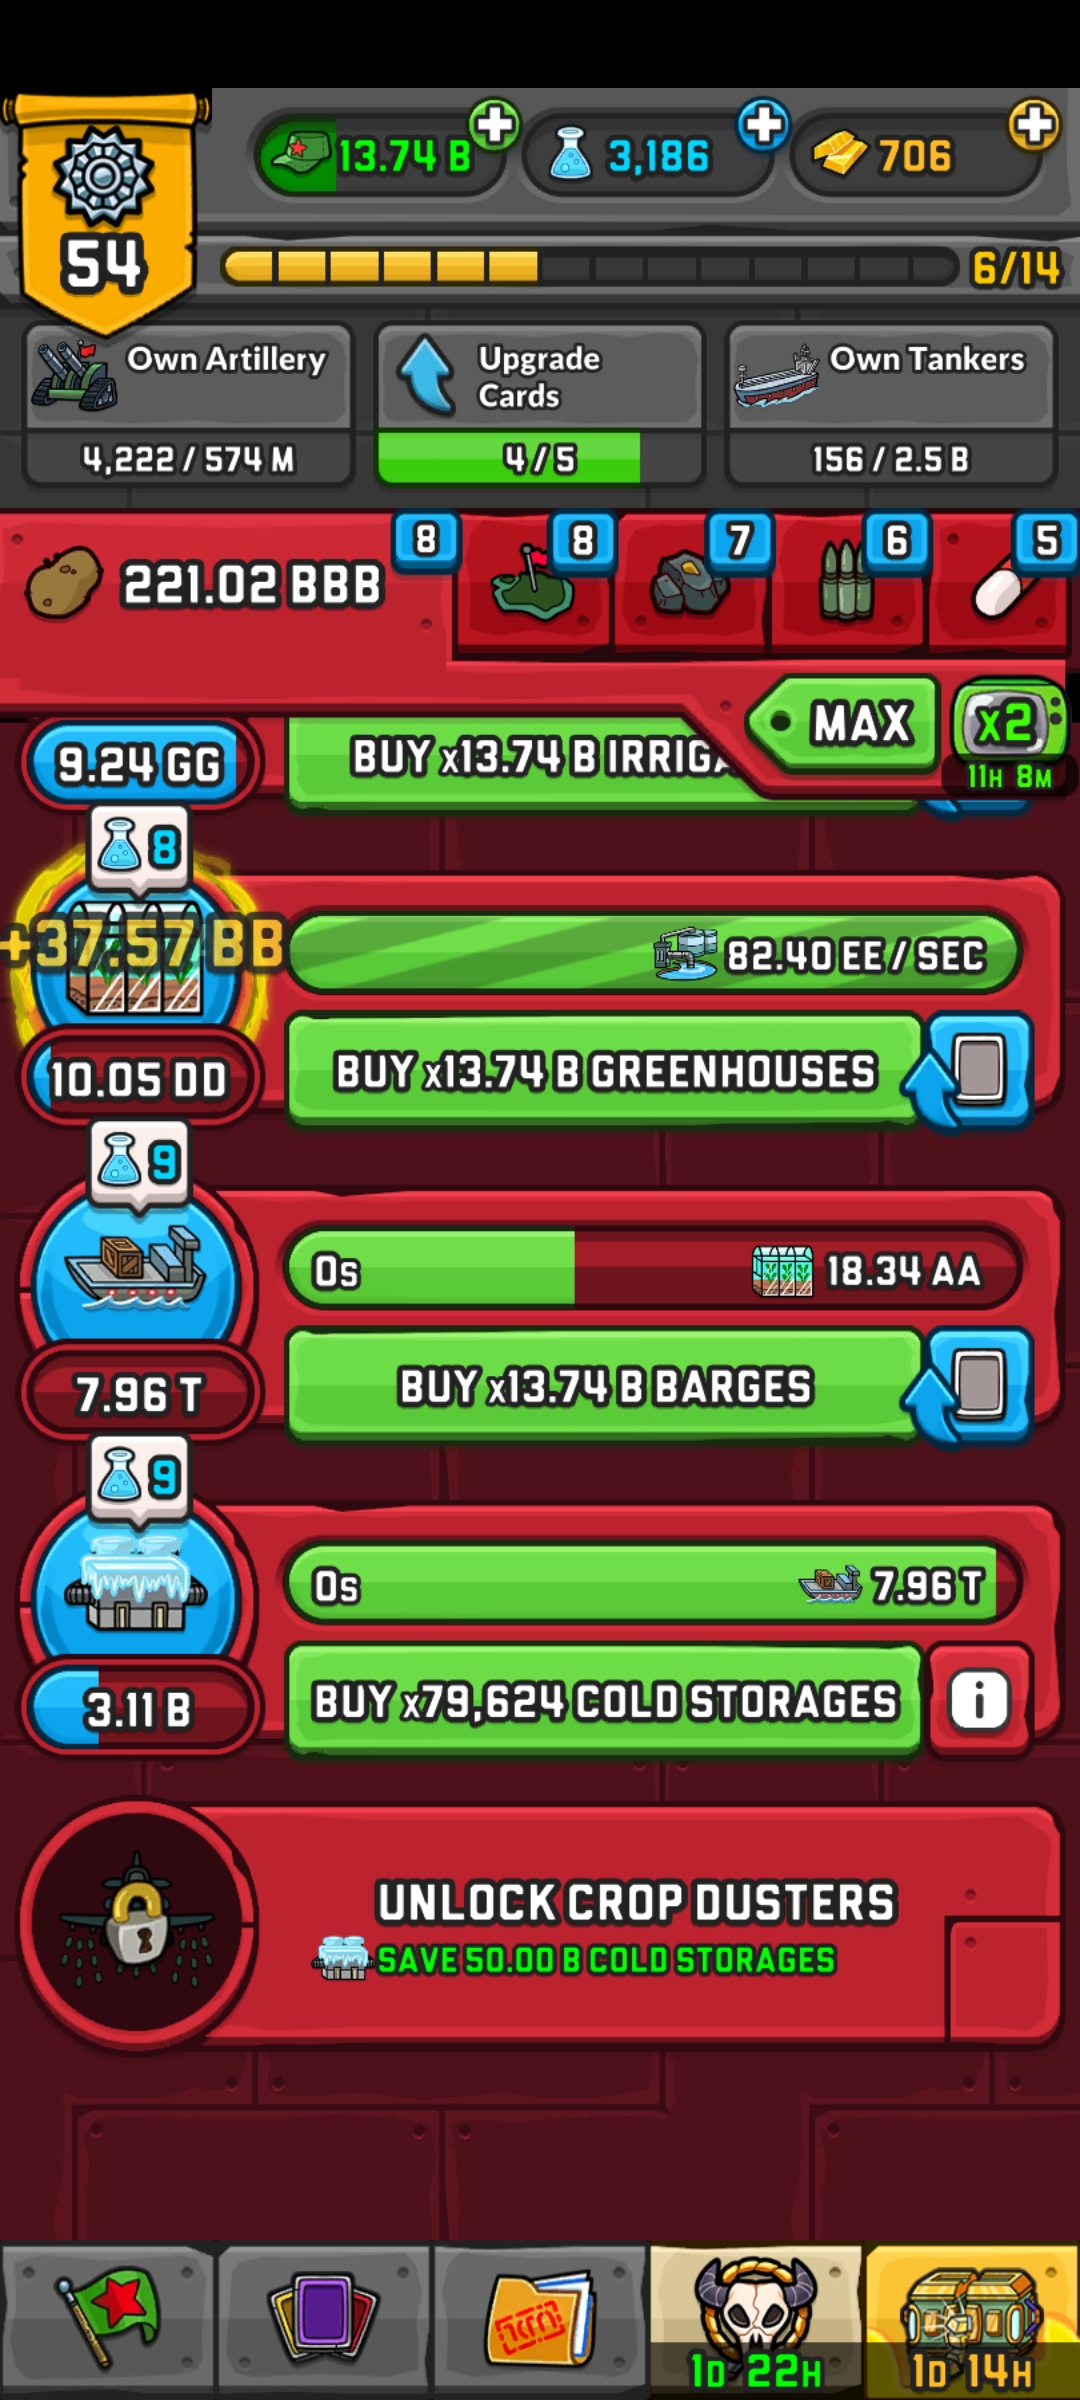 13.74 B
3,186
706
54
6/14
Own Artillery
4,222 / 574 M
Upgrade
Cards
4 / 5
Own Tankers
156 / 2.5 B
221.02 BBB
8
8
7
6
5
MAX
x2
11H 8M
9.24 GG
BUY x13.74 B
8
+37.57 BB
82.40 EE / SEC
10.05 DD
BUY x13.74 B GREENHOUSES
9
0s
18.34 AA
7.96 T
BUY x13.74 B BARGES
9
0s
7.96 T
3.11 B
BUY x79,624 COLD STORAGES
i
UNLOCK CROP DUSTERS
SAVE 50.00 B COLD STORAGES
1D 22H
1D 14H